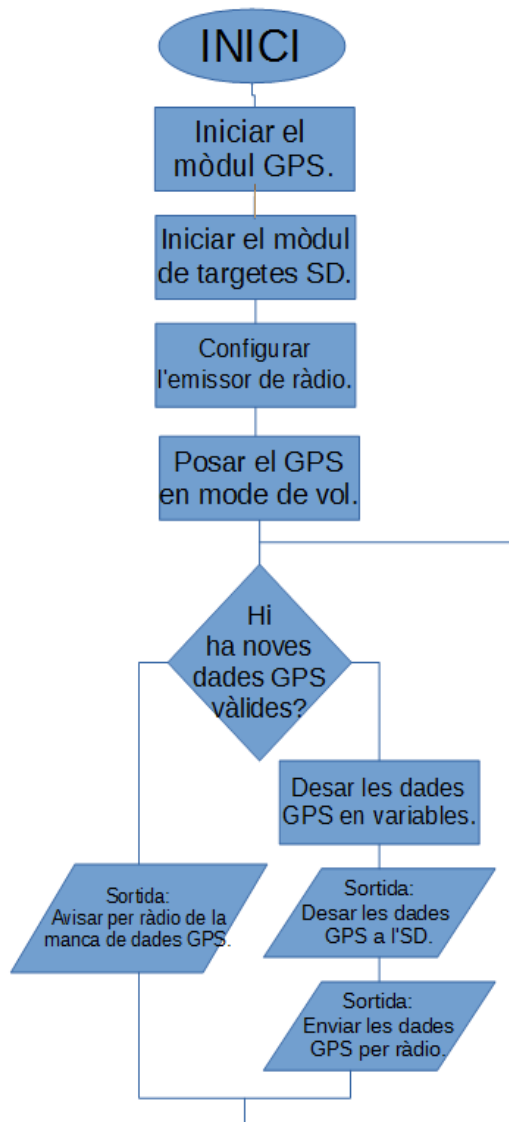 INICI
Iniciar el
mòdul GPS.
Iniciar el mòdul
de targetes SD.
Configurar
l'emissor de ràdio.
Posar el GPS
en mode de vol.
Hi
ha noves
dades GPS
vàlides?
Desar les dades
GPS en variables.
Sortida:
Avisar per ràdio de la
manca de dades GPS.
Sortida:
Desar les dades
GPS a l'SD.
Sortida:
Enviar les dades
GPS per ràdio.